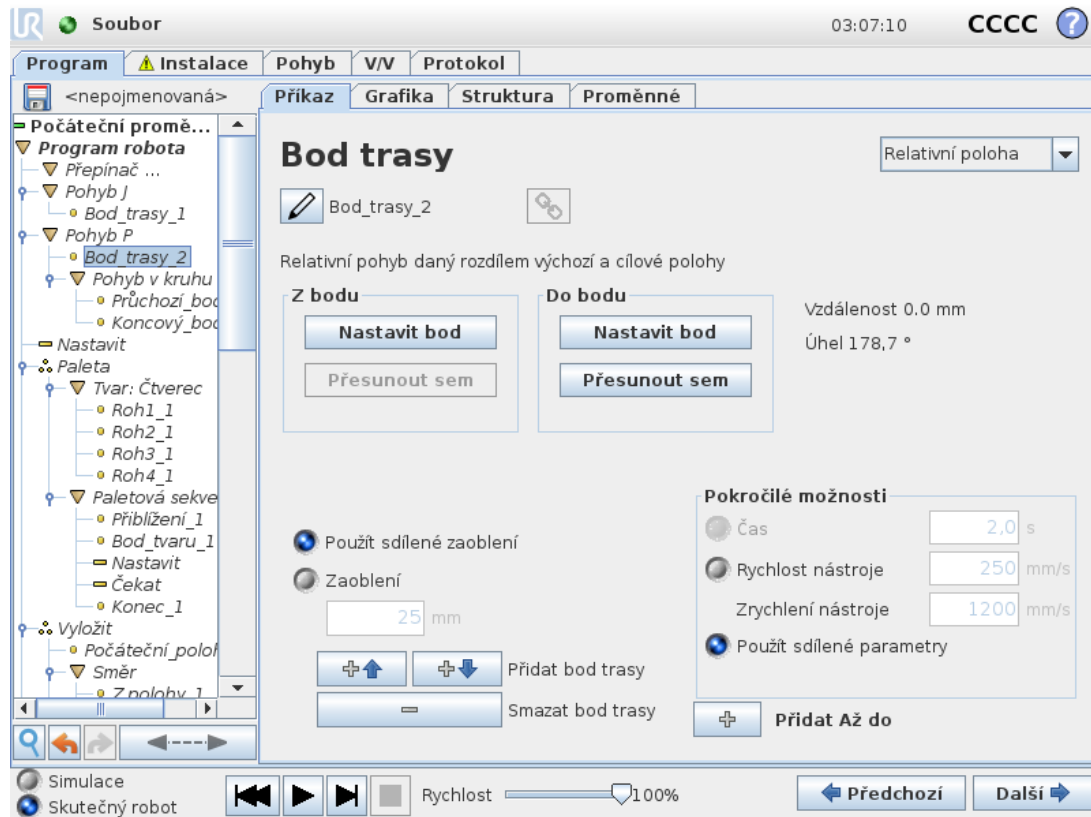 UR Soubor 03:07:10 CCCC ?
Program Instalace Pohyb V/V Protokol
<nepojmenovaná> Příkaz Grafika Struktura Proměnné
Počáteční promě...
Program robota
Přepínač ...
Pohyb J
Bod_trasy_1
Pohyb P
Bod_trasy_2
Pohyb v kruhu
Průchozí_bod
Koncový_bod
Nastavit
Paleta
Tvar: Čtverec
Roh1_1
Roh2_1
Roh3_1
Roh4_1
Paletová sekve
Přiblížení_1
Bod_tvaru_1
Nastavit
Čekat
Konec_1
Vyložit
Počáteční_poloh
Směr
Z polohy_1
Bod trasy
Relativní poloha
Bod_trasy_2
Relativní pohyb daný rozdílem výchozí a cílové polohy
Z bodu
Nastavit bod
Přesunout sem
Do bodu
Nastavit bod
Přesunout sem
Vzdálenost 0.0 mm
Úhel 178,7 °
Použít sdílené zaoblení
Zaoblení
25 mm
Přidat bod trasy
Smazat bod trasy
Pokročilé možnosti
Čas 2,0 s
Rychlost nástroje 250 mm/s
Zrychlení nástroje 1200 mm/s
Použít sdílené parametry
Přidat Až do
Simulace
Skutečný robot
Rychlost 100%
Předchozí Další